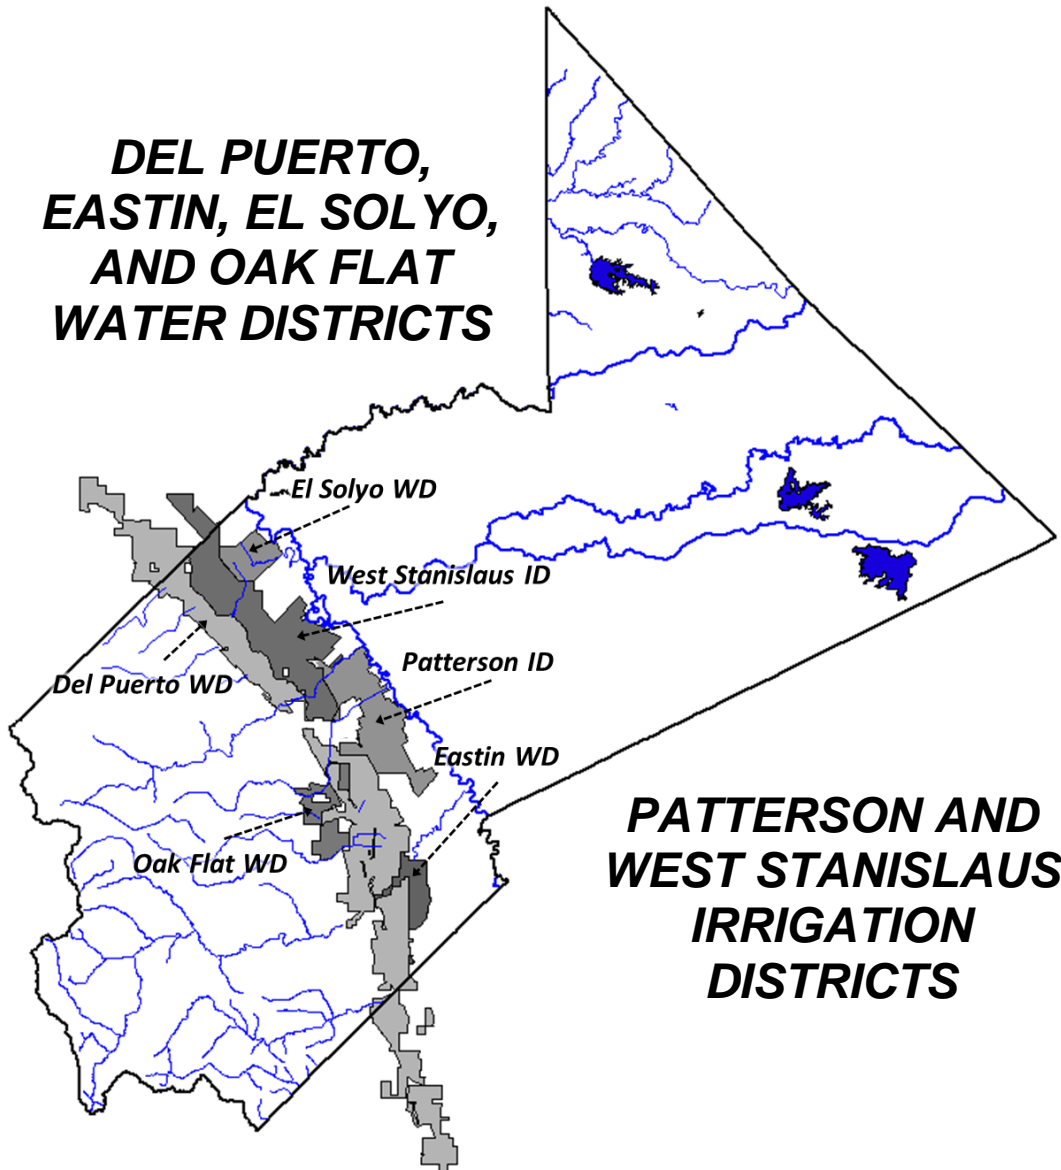 DEL PUERTO,
EASTIN, EL SOLYO,
AND OAK FLAT
WATER DISTRICTS
El Solyo WD
West Stanislaus ID
Patterson ID
Del Puerto WD
Eastin WD
Oak Flat WD
PATTERSON AND
WEST STANISLAUS
IRRIGATION
DISTRICTS